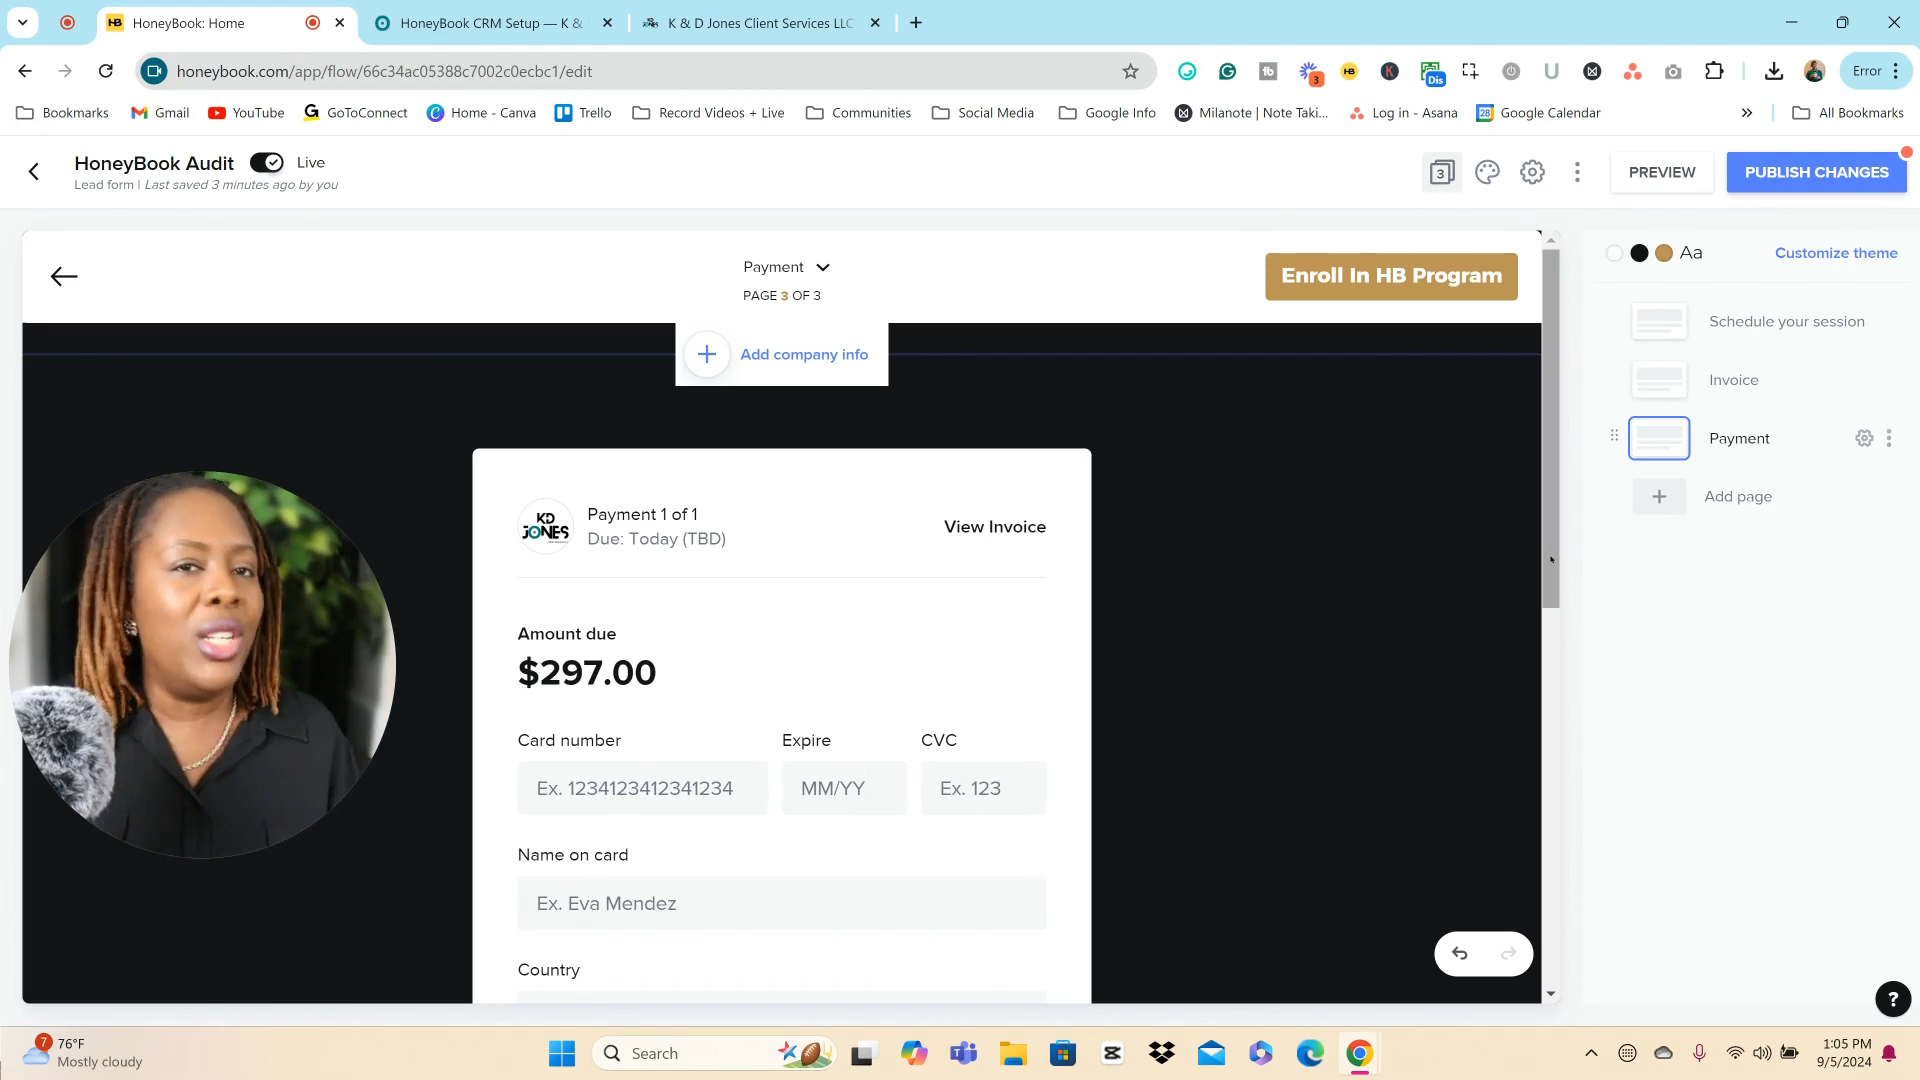 HoneyBook: Home
HoneyBook CRM Setup — K &
K & D Jones Client Services LLC
honeybook.com/app/flow/66c34ac05388c7002c0ecbc1/edit
3
Dis
Error
Bookmarks
Gmail
YouTube
GoToConnect
Home - Canva
Trello
Record Videos + Live
Communities
Social Media
Google Info
Milanote | Note Taki...
Log in - Asana
Google Calendar
All Bookmarks
HoneyBook Audit
Live
Lead form | Last saved 3 minutes ago by you
3
PREVIEW
PUBLISH CHANGES
Payment
PAGE 3 OF 3
Enroll In HB Program
Aa
Customize theme
Add company info
Schedule your session
Invoice
Payment
Add page
KD
JONES
Payment 1 of 1
Due: Today (TBD)
View Invoice
Amount due
$297.00
Card number
Expire
CVC
Ex. 1234123412341234
MM/YY
Ex. 123
Name on card
Ex. Eva Mendez
Country
?
7
76°F
Mostly cloudy
Search
1:05 PM
9/5/2024